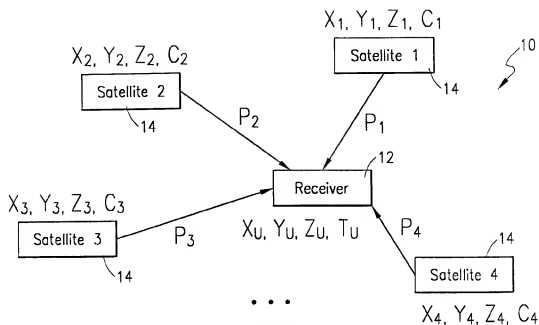 X1, Y1, Z1, C1
Satellite 1
14
10
X2, Y2, Z2, C2
Satellite 2
14
P2
P1
12
Receiver
XU, YU, ZU, TU
X3, Y3, Z3, C3
Satellite 3
14
P3
P4
14
Satellite 4
X4, Y4, Z4, C4
...